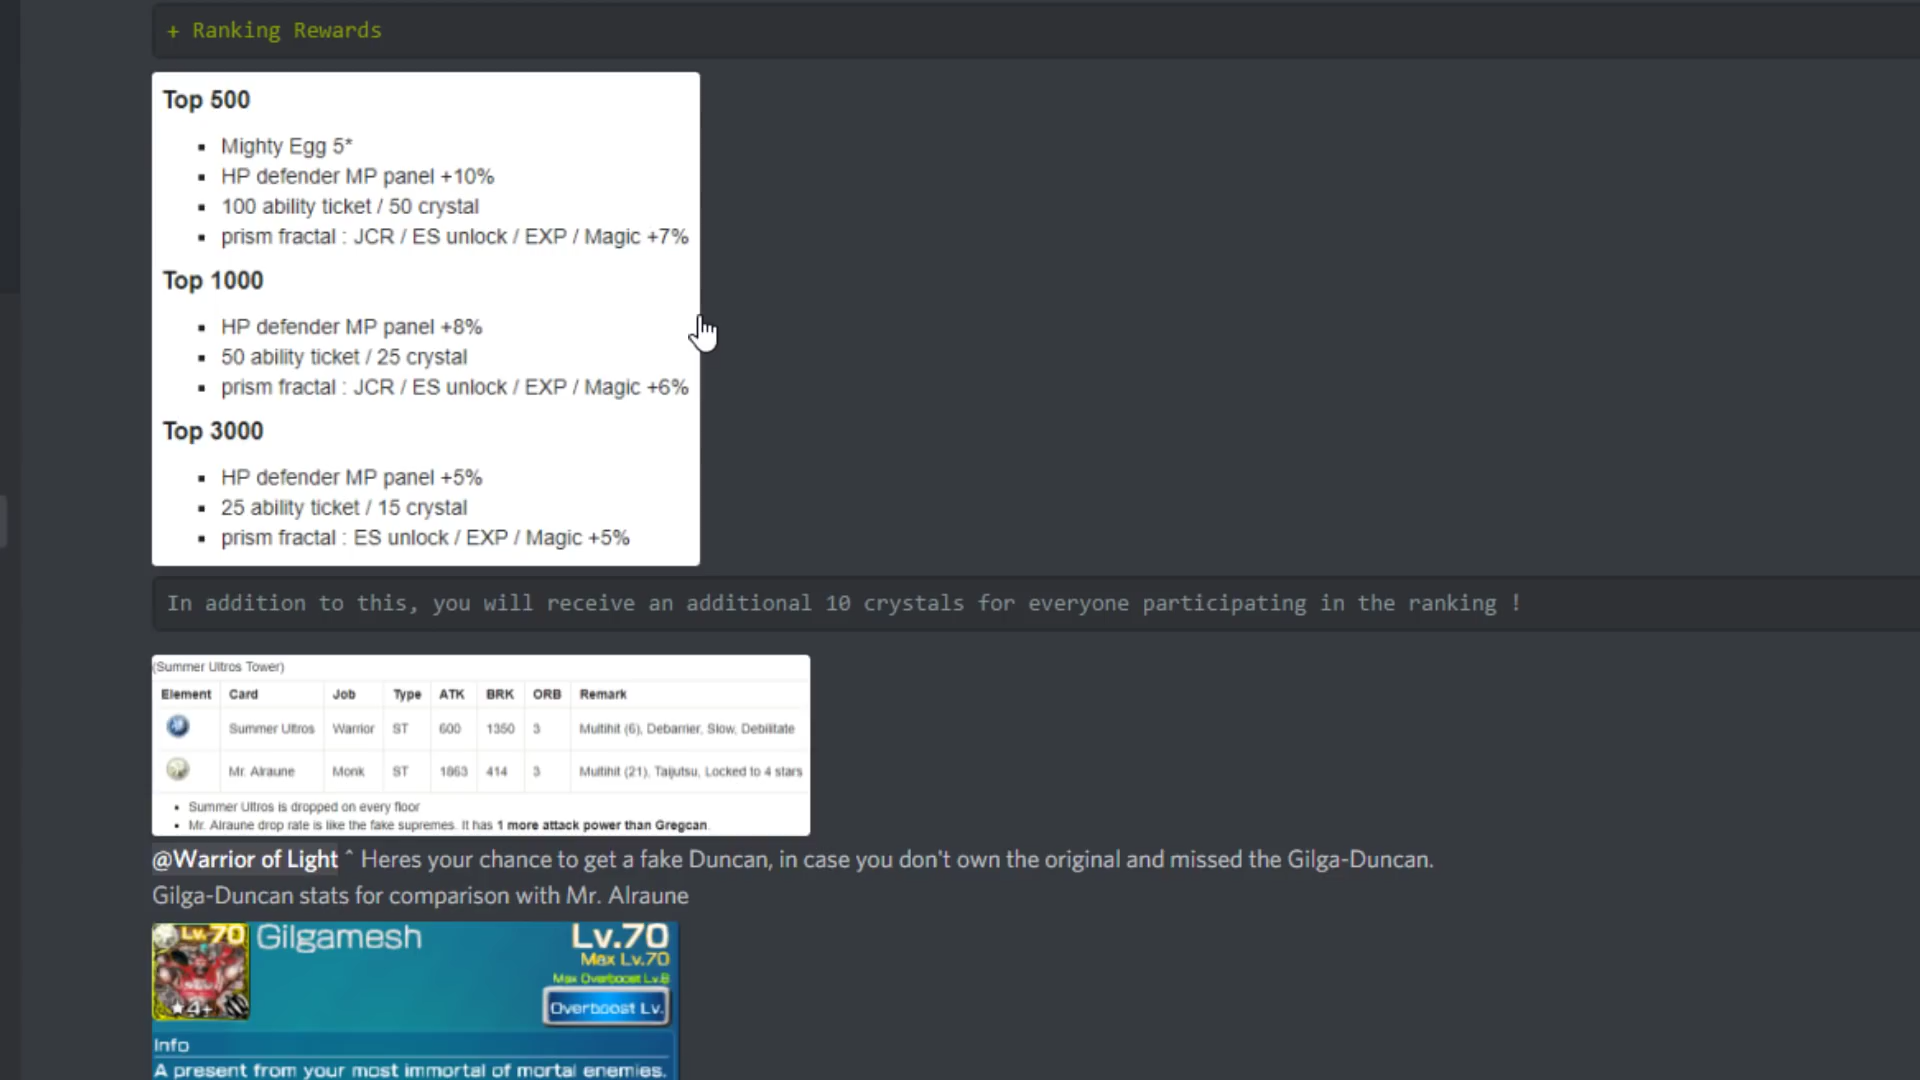 + Ranking Rewards
Top 500
▪ Mighty Egg 5*
▪ HP defender MP panel +10%
▪ 100 ability ticket / 50 crystal
▪ prism fractal : JCR / ES unlock / EXP / Magic +7%
Top 1000
▪ HP defender MP panel +8%
▪ 50 ability ticket / 25 crystal
▪ prism fractal : JCR / ES unlock / EXP / Magic +6%
Top 3000
▪ HP defender MP panel +5%
▪ 25 ability ticket / 15 crystal
▪ prism fractal : ES unlock / EXP / Magic +5%
In addition to this, you will receive an additional 10 crystals for everyone participating in the ranking !
(Summer Ultros Tower)
Element Card Job Type ATK BRK ORB Remark
Summer Ultros Warrior ST 600 1350 3 Multihit (6), Debarrier, Slow, Debilitate
Mr. Alraune Monk ST 1863 414 3 Multihit (21), Taijutsu, Locked to 4 stars
• Summer Ultros is dropped on every floor
• Mr. Alraune drop rate is like the fake supremes. It has 1 more attack power than Gregcan.
@Warrior of Light ^ Heres your chance to get a fake Duncan, in case you don't own the original and missed the Gilga-Duncan.
Gilga-Duncan stats for comparison with Mr. Alraune
Lv.70 Gilgamesh Lv.70
Max Lv.70
Max Overboost Lv.8
★4+ Overboost Lv.
Info
A present from your most immortal of mortal enemies.